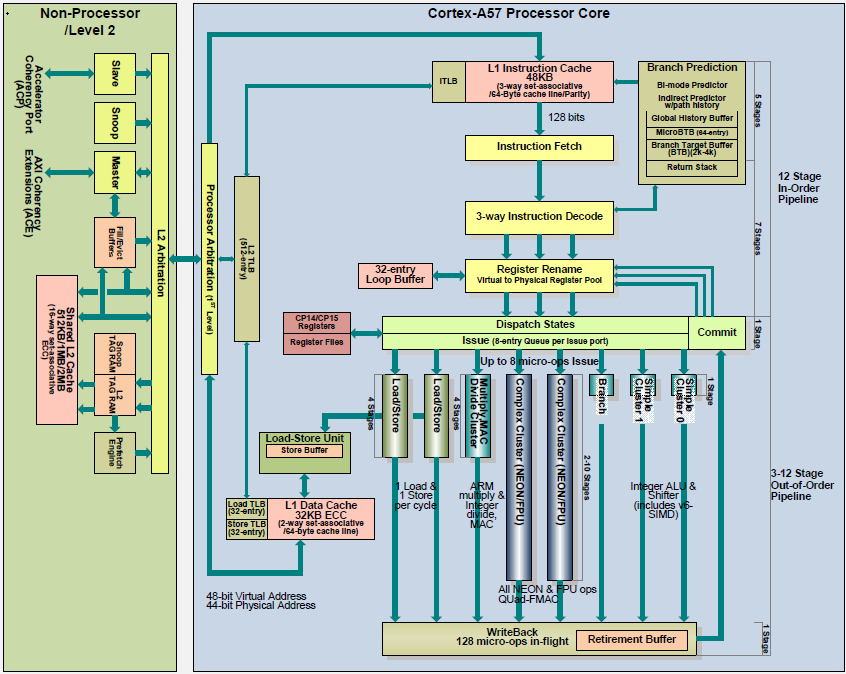 Non-Processor
/Level 2
Cortex-A57 Processor Core
Accelerator
Coherency Port
(ACP)
Slave
Snoop
AXI Coherency
Extensions (ACE)
Master
Fill/Evict
Buffers
L2 Arbitration
Shared L2 Cache
512KB/1MB/2MB
(16-way set-associative
ECC)
Snoop
TAG RAM
L2
TAG RAM
Prefetch
Engine
Processor Arbitration (1ST Level)
L2 TLB
(512-entry)
ITLB
L1 Instruction Cache
48KB
(3-way set-associative
/64-Byte cache line/Parity)
128 bits
Instruction Fetch
Branch Prediction
Bi-mode Predictor
Indirect Predictor
w/path history
Global History Buffer
MicroBTB (64-entry)
Branch Target Buffer
(BTB)(2k-4k)
Return Stack
5 Stages
12 Stage
In-Order
Pipeline
3-way Instruction Decode
7 Stages
32-entry
Loop Buffer
Register Rename
Virtual to Physical Register Pool
CP14/CP15
Registers
Register Files
Dispatch States
Issue (8-entry Queue per Issue port)
Commit
1 Stage
Up to 8 micro-ops Issue
4 Stages
Load/Store
Load/Store
4 Stages
Multiply/MAC
Divide Cluster
Complex Cluster (NEON/FPU)
Complex Cluster (NEON/FPU)
2-10 Stages
Branch
Simple
Cluster 1
Simple
Cluster 0
1 Stage
Load-Store Unit
Store Buffer
3-12 Stage
Out-of-Order
Pipeline
1 Load &
1 Store
per cycle
ARM
multiply &
Integer
divide,
MAC
Integer ALU &
Shifter
(includes v6-
SIMD)
Load TLB
(32-entry)
Store TLB
(32-entry)
L1 Data Cache
32KB ECC
(2-way set-associative
/64-byte cache line)
All NEON & FPU ops
QUad-FMAC
48-bit Virtual Address
44-bit Physical Address
WriteBack
128 micro-ops in-flight
Retirement Buffer
1 Stage